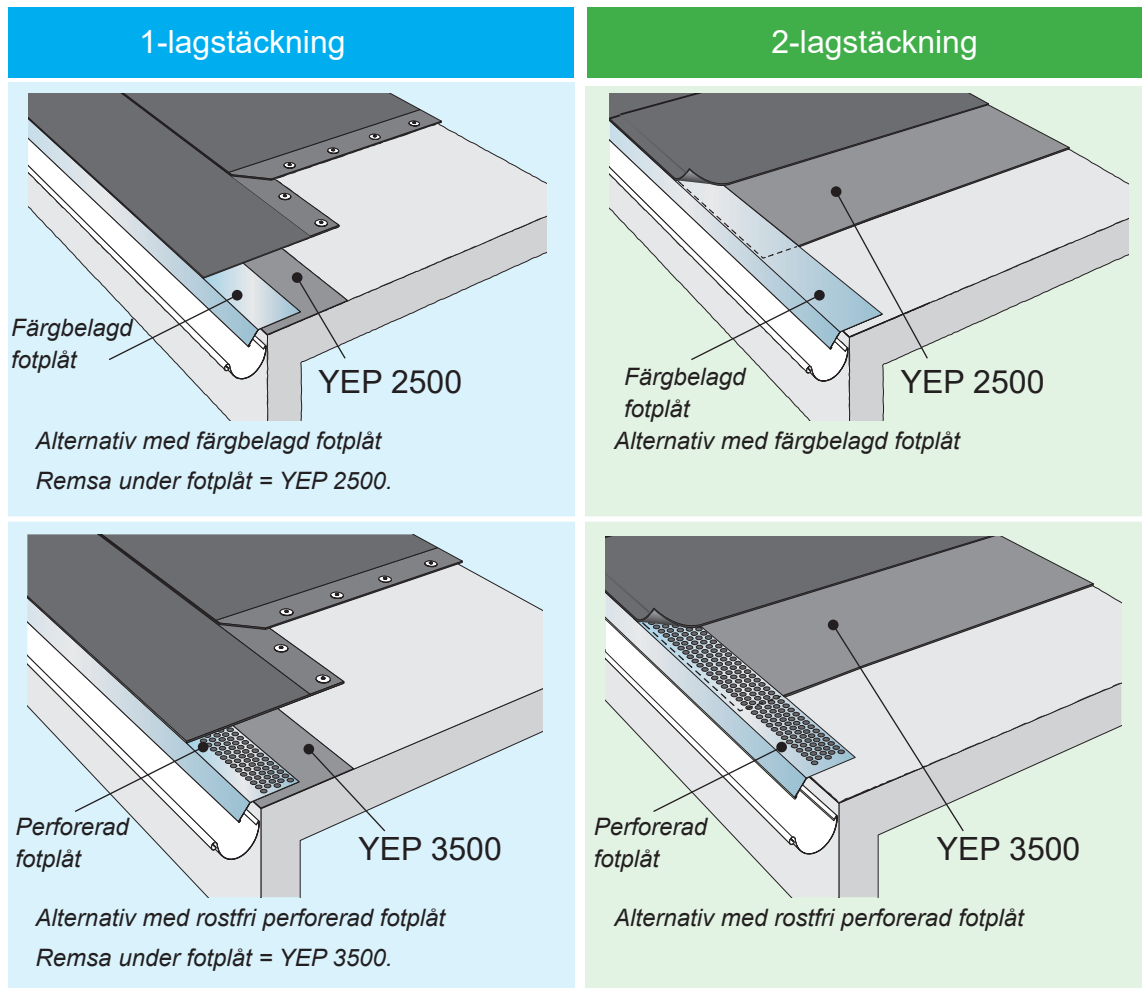 1-lagstäckning
2-lagstäckning
Färgbelagd
fotplåt
YEP 2500
Alternativ med färgbelagd fotplåt
Remsa under fotplåt = YEP 2500.
Färgbelagd
fotplåt
YEP 2500
Alternativ med färgbelagd fotplåt
Perforerad
fotplåt
YEP 3500
Alternativ med rostfri perforerad fotplåt
Remsa under fotplåt = YEP 3500.
Perforerad
fotplåt
YEP 3500
Alternativ med rostfri perforerad fotplåt